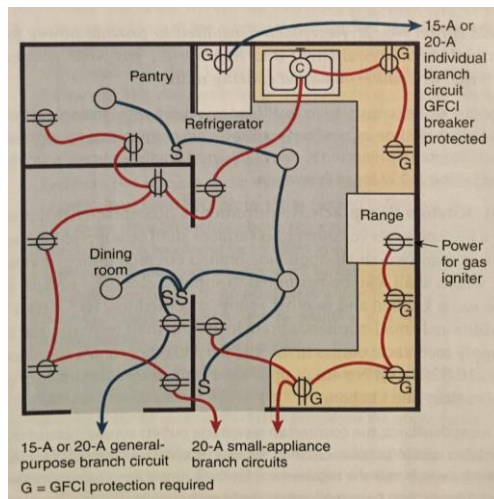 15-A or
20-A
individual
branch
circuit
GFCI
breaker
protected
G
T
C
G
Pantry
Refrigerator
S
G
Range
Power
for gas
igniter
Dining
room
S
S
S
G
S
G
G
15-A or 20-A general-
purpose branch circuit
20-A small-appliance
branch circuits
G = GFCI protection required